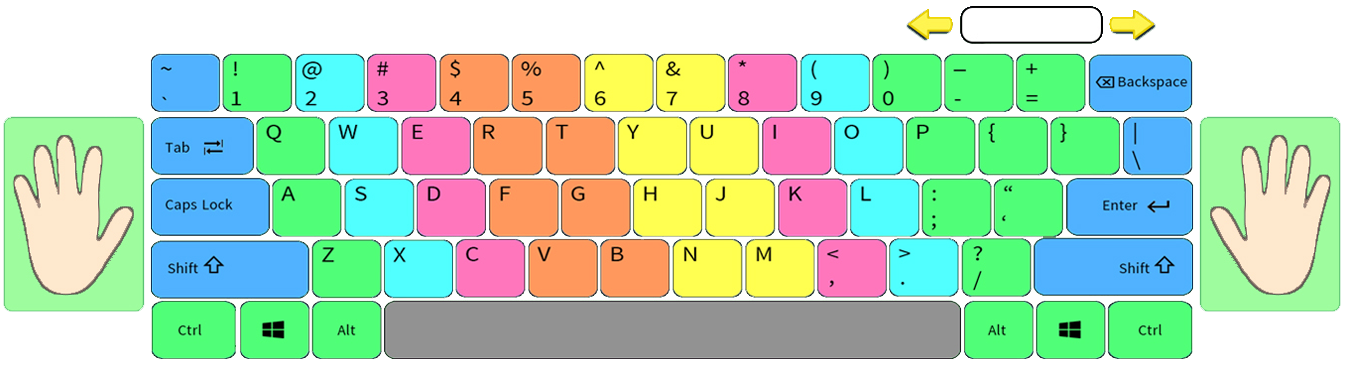 ~ ! @ # $ % ^ & * ( ) – +
` 1 2 3 4 5 6 7 8 9 0 - = Backspace
Tab Q W E R T Y U I O P { } |
\
Caps Lock A S D F G H J K L : “ Enter
; ‘
Shift Z X C V B N M < > ? Shift
, . /
Ctrl Alt Alt Ctrl